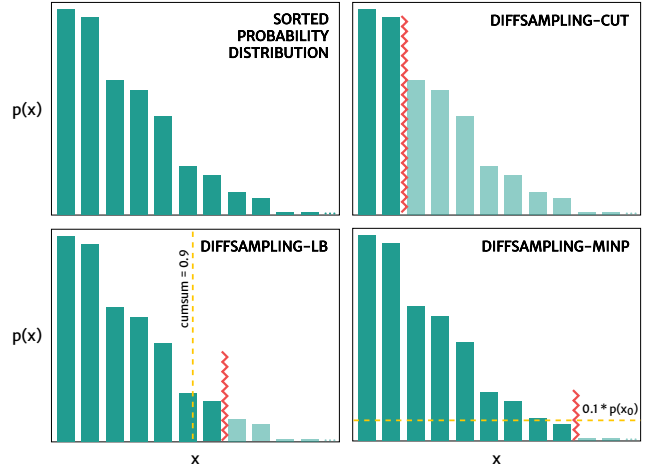 SORTED
PROBABILITY
DISTRIBUTION
DIFFSAMPLING-CUT
p(x)
...
...
DIFFSAMPLING-LB
DIFFSAMPLING-MINP
cumsum = 0.9
p(x)
0.1 * p(x₀)
...
...
x
x